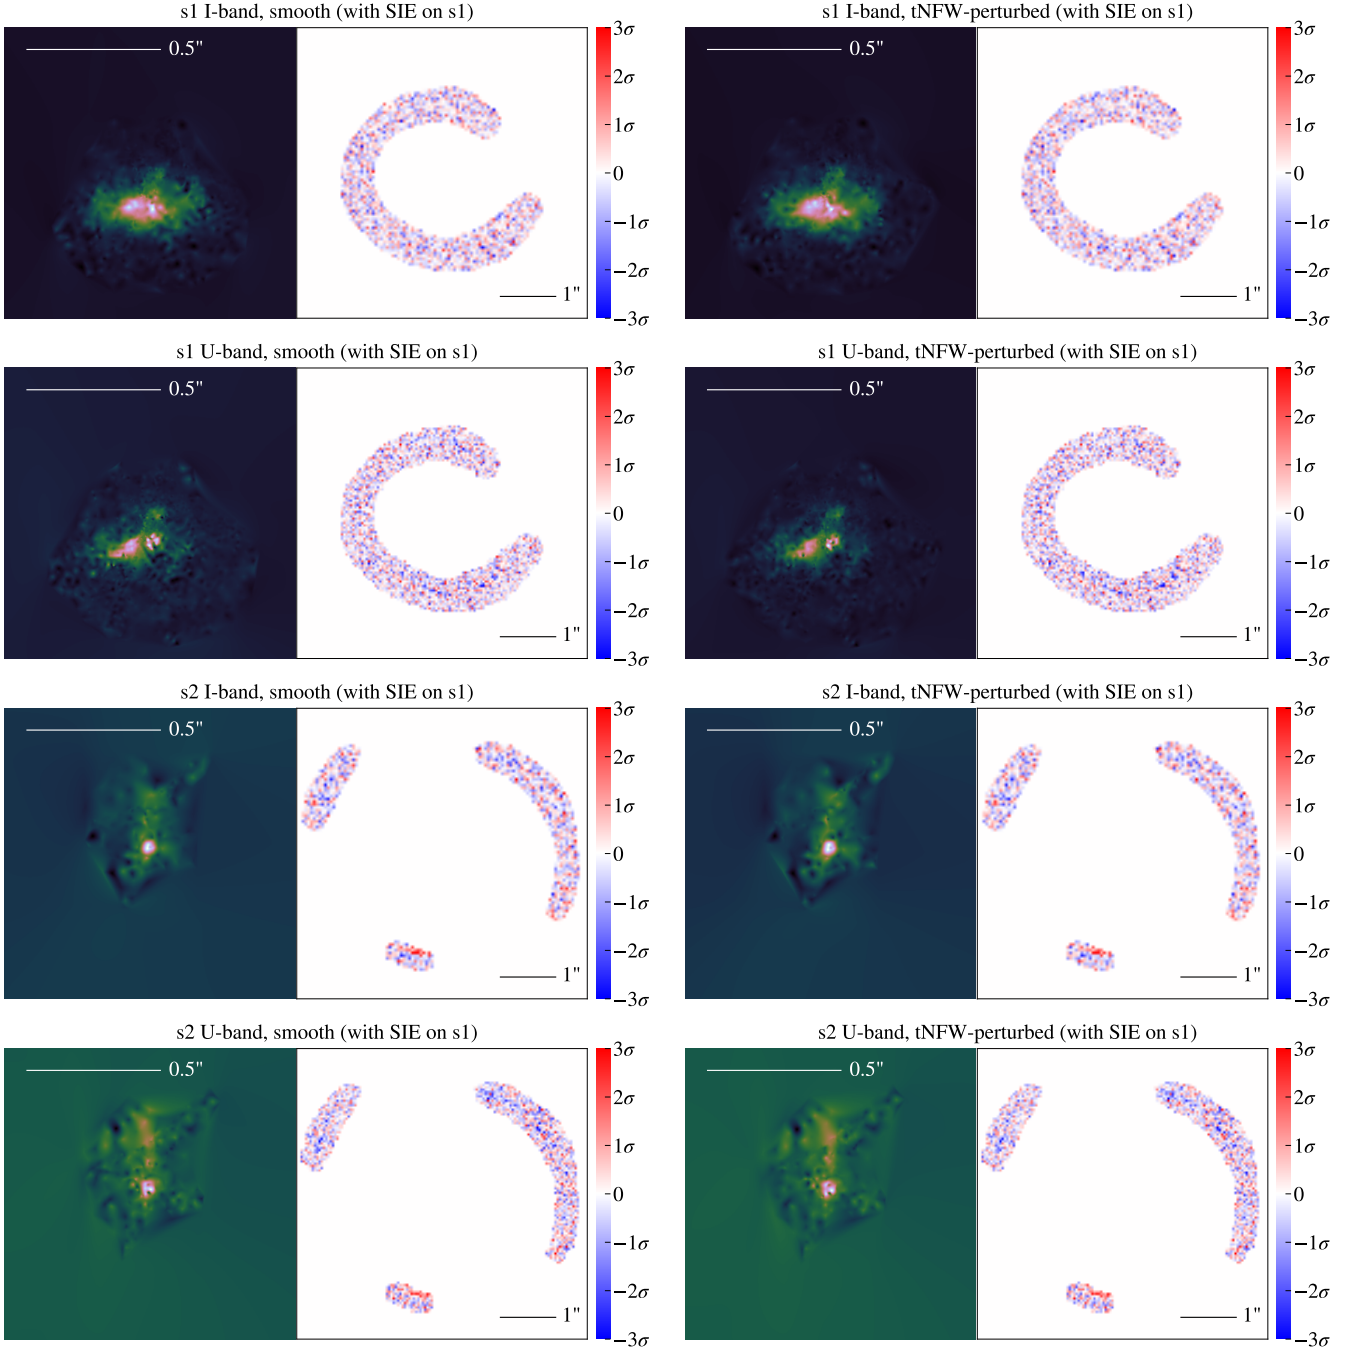 s1 I-band, smooth (with SIE on s1)
0.5"
1"
3σ
2σ
1σ
0
−1σ
−2σ
−3σ
s1 I-band, tNFW-perturbed (with SIE on s1)
0.5"
1"
3σ
2σ
1σ
0
−1σ
−2σ
−3σ
s1 U-band, smooth (with SIE on s1)
0.5"
1"
3σ
2σ
1σ
0
−1σ
−2σ
−3σ
s1 U-band, tNFW-perturbed (with SIE on s1)
0.5"
1"
3σ
2σ
1σ
0
−1σ
−2σ
−3σ
s2 I-band, smooth (with SIE on s1)
0.5"
1"
3σ
2σ
1σ
0
−1σ
−2σ
−3σ
s2 I-band, tNFW-perturbed (with SIE on s1)
0.5"
1"
3σ
2σ
1σ
0
−1σ
−2σ
−3σ
s2 U-band, smooth (with SIE on s1)
0.5"
1"
3σ
2σ
1σ
0
−1σ
−2σ
−3σ
s2 U-band, tNFW-perturbed (with SIE on s1)
0.5"
1"
3σ
2σ
1σ
0
−1σ
−2σ
−3σ